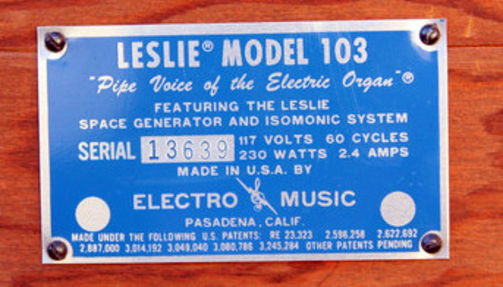 LESLIE® MODEL 103
"Pipe Voice of the Electric Organ"®
FEATURING THE LESLIE
SPACE GENERATOR AND ISOMONIC SYSTEM
SERIAL 13639 117 VOLTS 60 CYCLES
230 WATTS 2.4 AMPS
MADE IN U.S.A. BY
ELECTRO MUSIC
PASADENA, CALIF.
MADE UNDER THE FOLLOWING U.S. PATENTS: RE 23,323 2,596,258 2,622,692
2,887,000 3,014,192 3,049,040 3,080,786 3,245,284 OTHER PATENTS PENDING